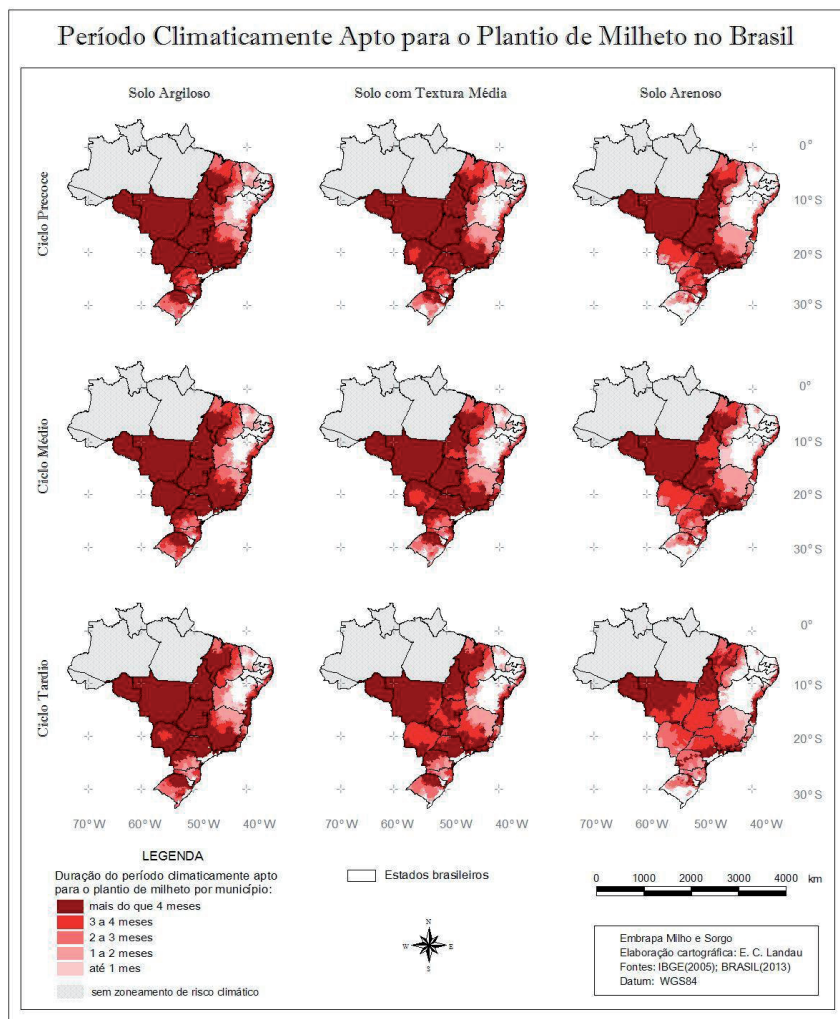 Período Climaticamente Apto para o Plantio de Milheto no Brasil
Solo Argiloso
Solo com Textura Média
Solo Arenoso
Ciclo Precoce
0°
10°S
20°S
30°S
Ciclo Médio
0°
10°S
20°S
30°S
Ciclo Tardio
0°
10°S
20°S
30°S
70°W 60°W 50°W 40°W
70°W 60°W 50°W 40°W
70°W 60°W 50°W 40°W
LEGENDA
Duração do período climaticamente apto
para o plantio de milheto por município:
mais do que 4 meses
3 a 4 meses
2 a 3 meses
1 a 2 meses
até 1 mes
sem zoneamento de risco climático
Estados brasileiros
N
W E
S
0 1000 2000 3000 4000 km
Embrapa Milho e Sorgo
Elaboração cartográfica: E. C. Landau
Fontes: IBGE(2005); BRASIL(2013)
Datum: WGS84